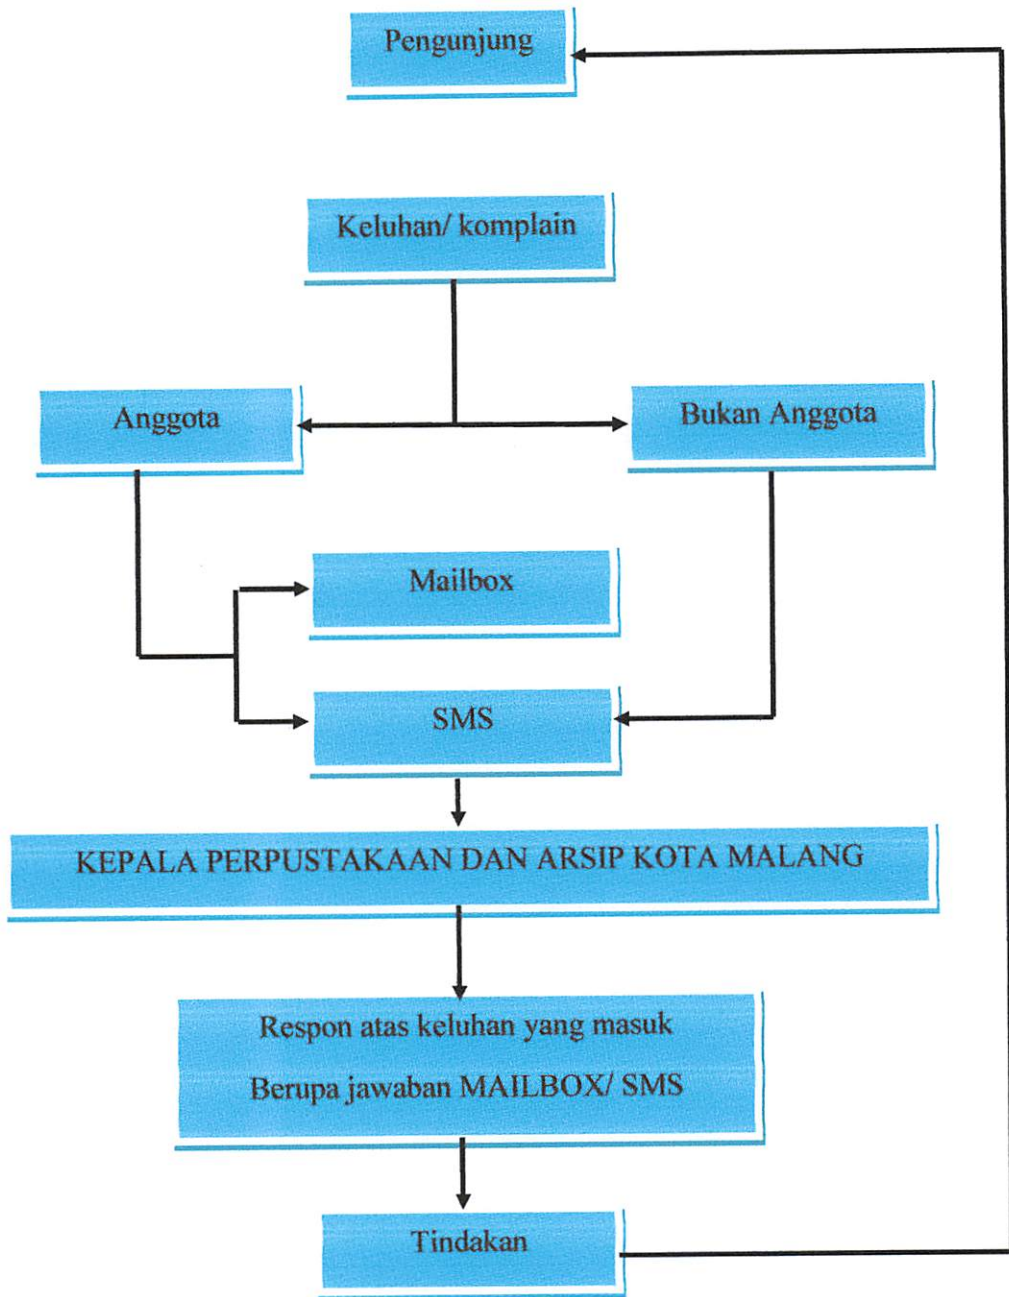 Pengunjung
Keluhan/ komplain
Anggota
Bukan Anggota
Mailbox
SMS
KEPALA PERPUSTAKAAN DAN ARSIP KOTA MALANG
Respon atas keluhan yang masuk
Berupa jawaban MAILBOX/ SMS
Tindakan